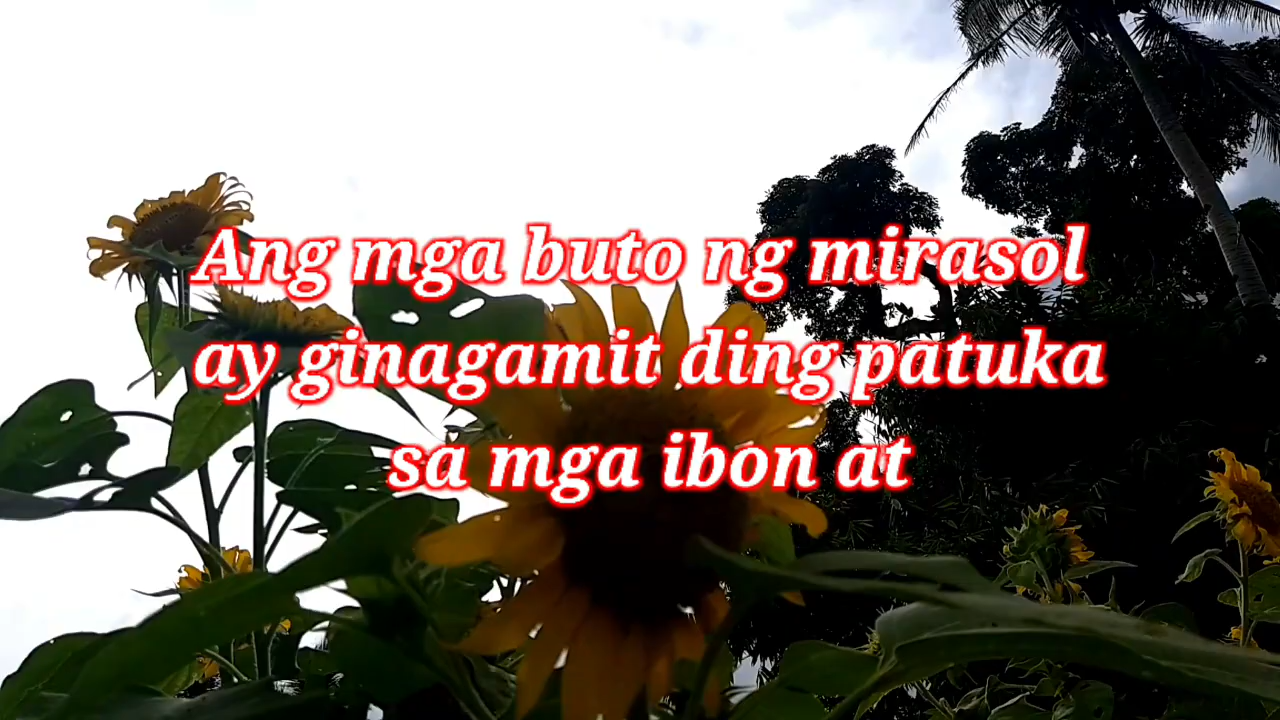 Ang mga buto ng mirasol
ay ginagamit ding patuka
sa mga ibon at